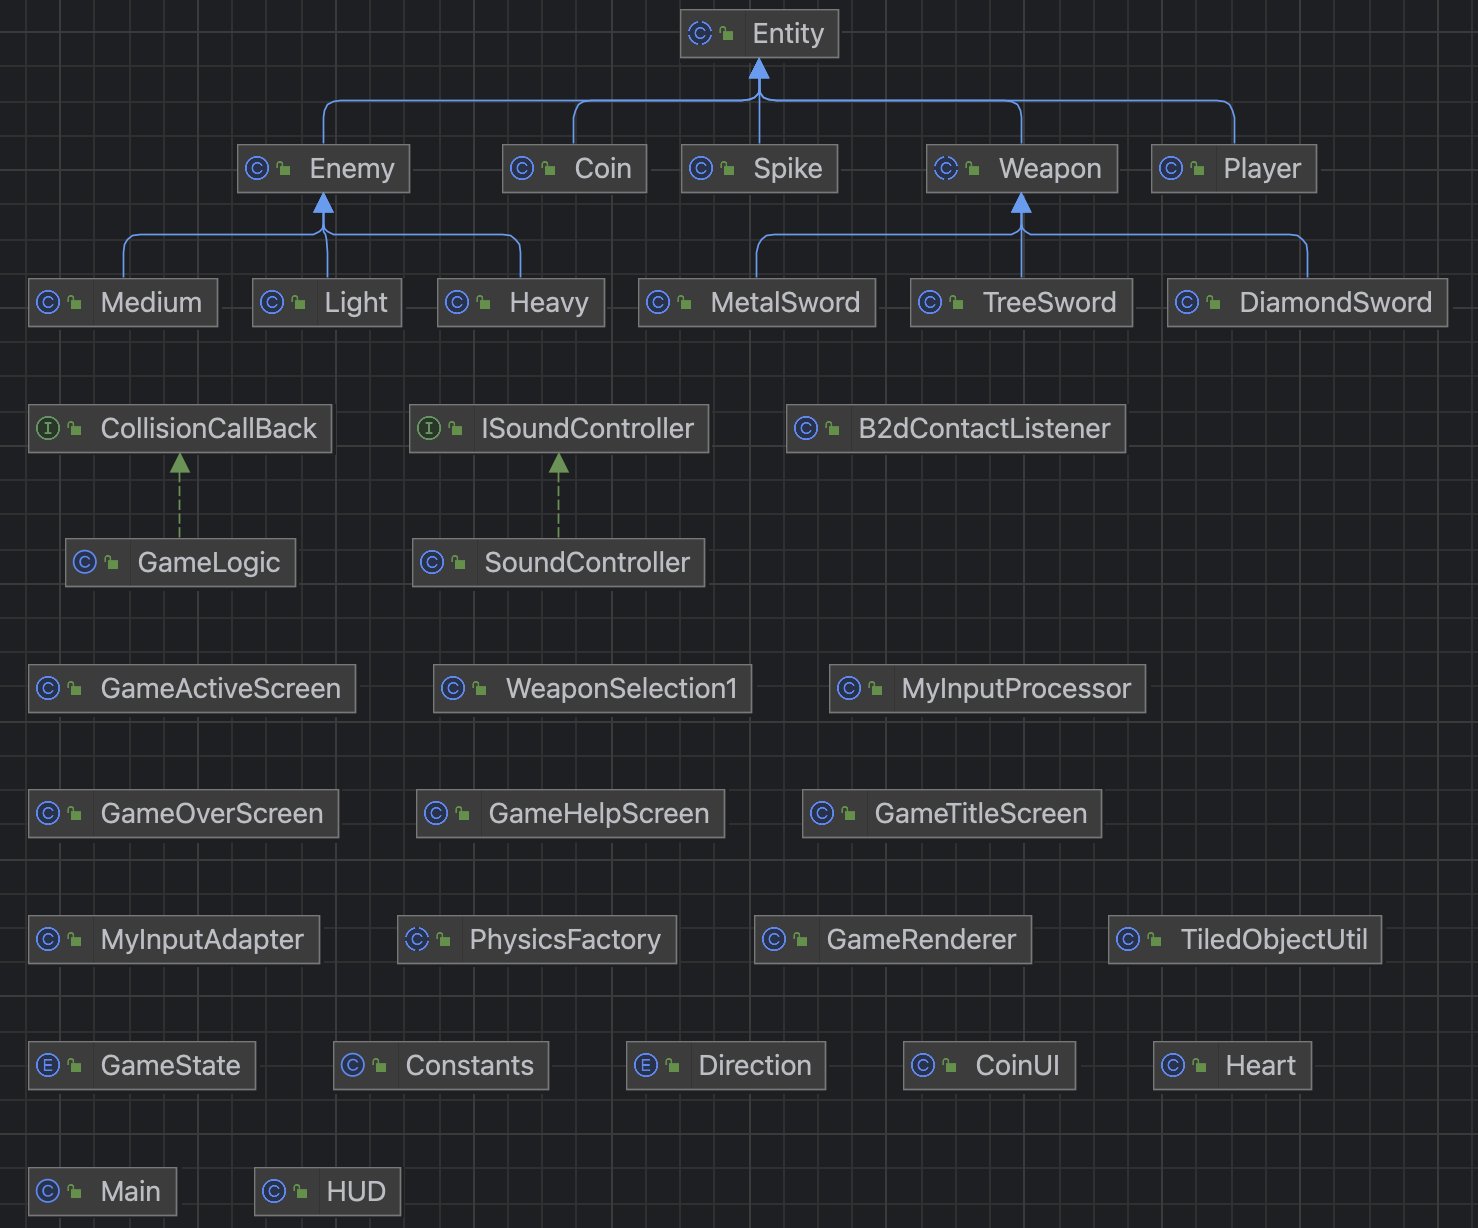 Entity
Enemy Coin Spike Weapon Player
Medium Light Heavy MetalSword TreeSword DiamondSword
CollisionCallBack ISoundController B2dContactListener
GameLogic SoundController
GameActiveScreen WeaponSelection1 MyInputProcessor
GameOverScreen GameHelpScreen GameTitleScreen
MyInputAdapter PhysicsFactory GameRenderer TiledObjectUtil
GameState Constants Direction CoinUI Heart
Main HUD